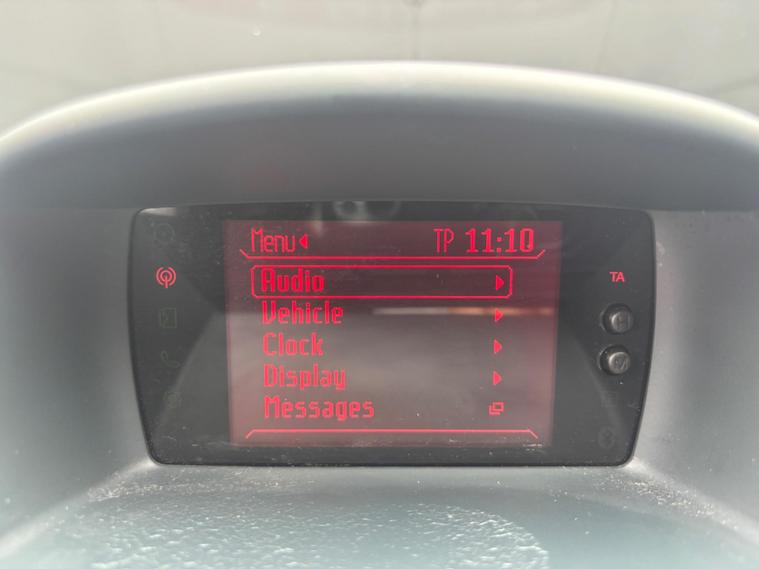 Menu
TP 11:10
TA
Audio
Vehicle
Clock
Display
Messages
H
M